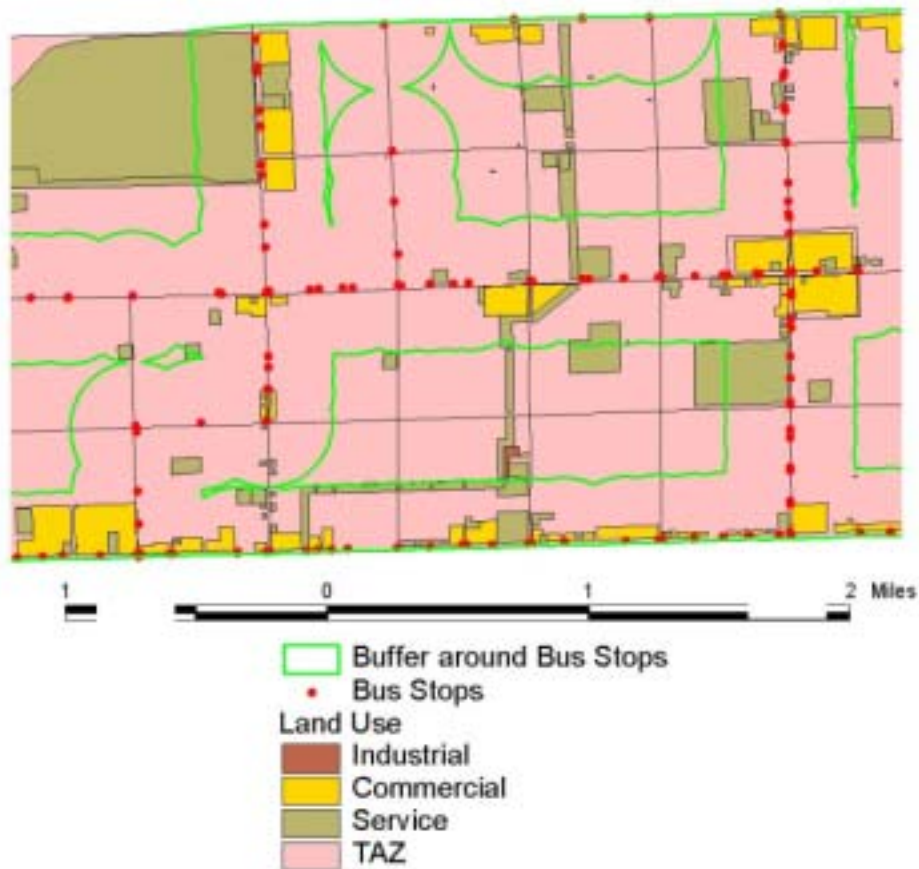 1 0 1 2 Miles
Buffer around Bus Stops
Bus Stops
Land Use
Industrial
Commercial
Service
TAZ